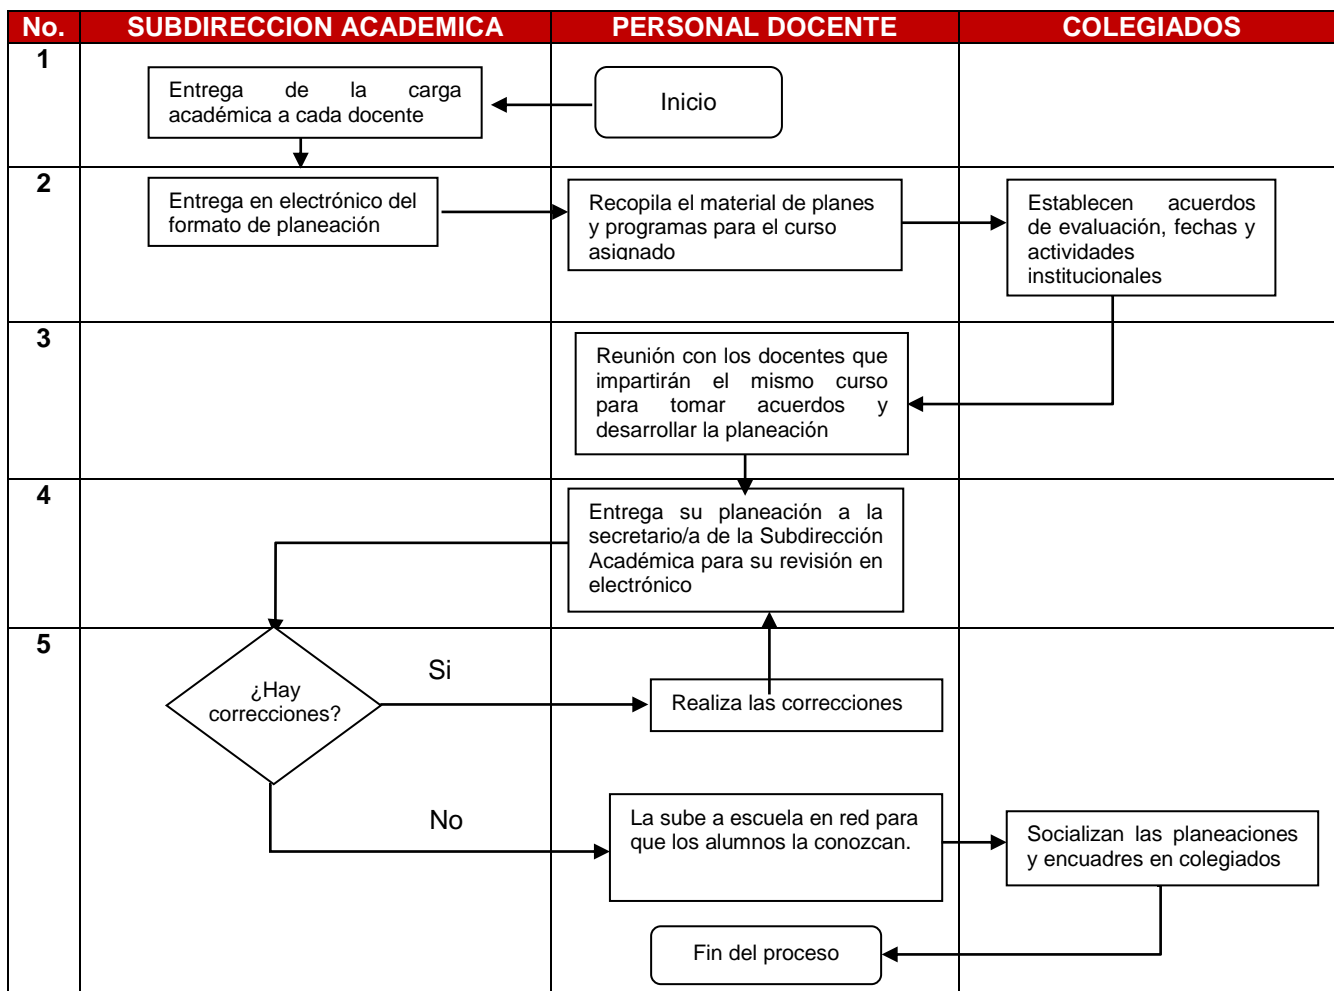 No. SUBDIRECCION ACADEMICA PERSONAL DOCENTE COLEGIADOS
1
Entrega de la carga
académica a cada docente
Inicio
2
Entrega en electrónico del
formato de planeación
Recopila el material de planes
y programas para el curso
asignado
Establecen acuerdos
de evaluación, fechas y
actividades
institucionales
3
Reunión con los docentes que
impartirán el mismo curso
para tomar acuerdos y
desarrollar la planeación
4
Entrega su planeación a la
secretario/a de la Subdirección
Académica para su revisión en
electrónico
5
¿Hay
correcciones?
Si
Realiza las correcciones
No
La sube a escuela en red para
que los alumnos la conozcan.
Socializan las planeaciones
y encuadres en colegiados
Fin del proceso